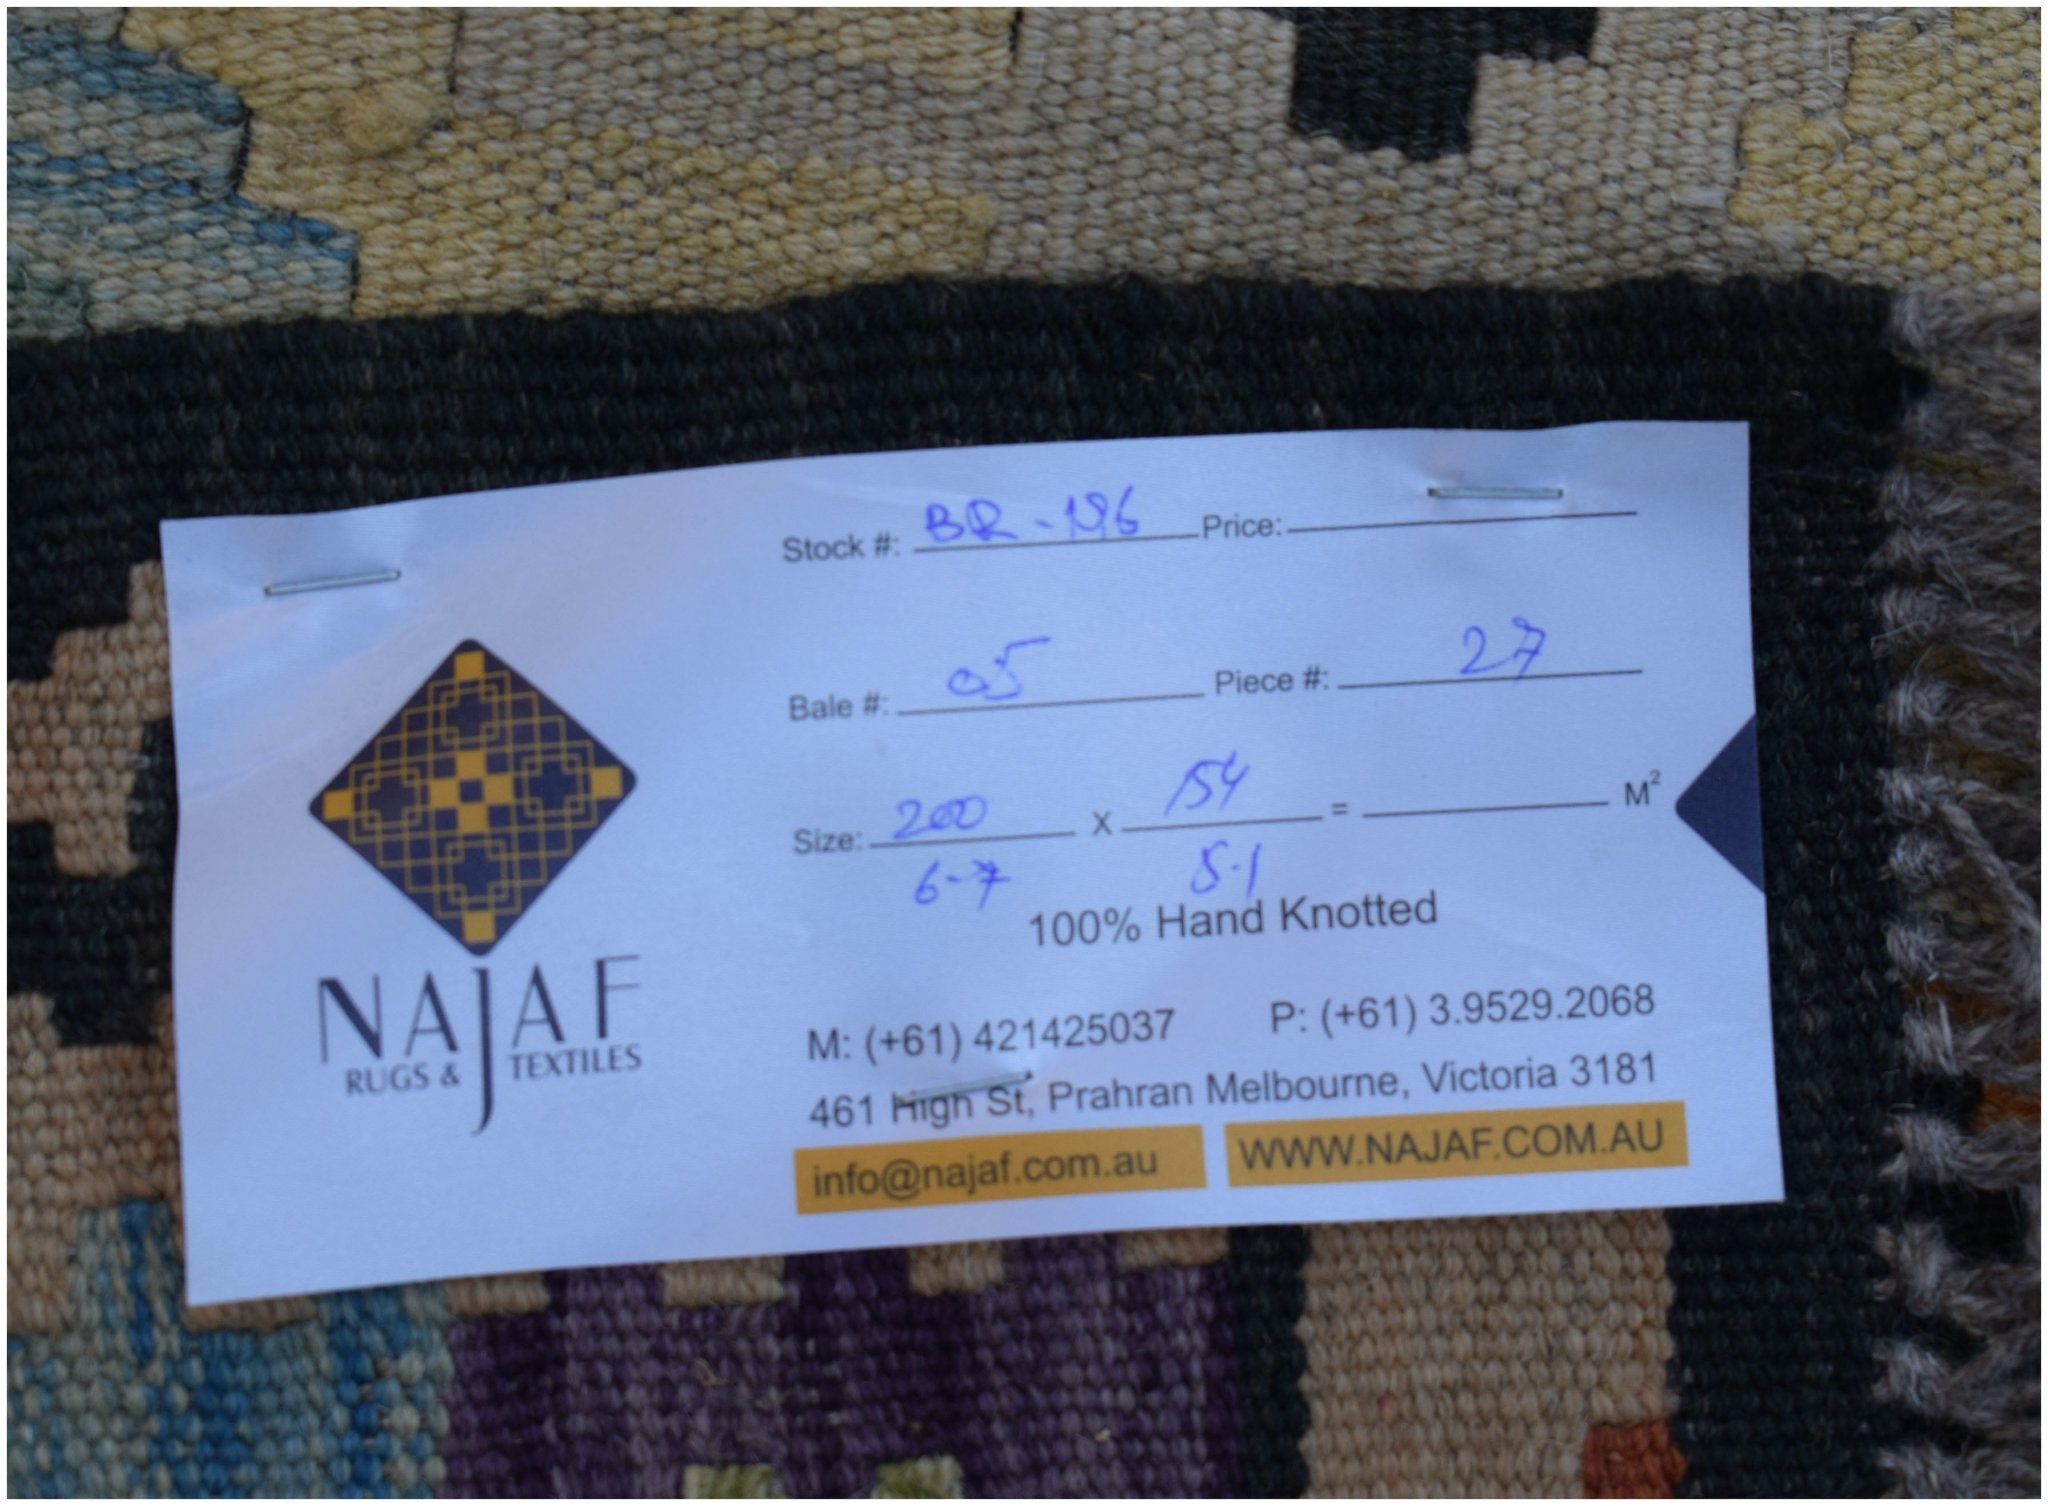 Stock #: BR-196 Price:
Bale #: 05 Piece #: 27
Size: 200 X 154 = M²
6-7 5.1
100% Hand Knotted
NAJAF
RUGS & TEXTILES
M: (+61) 421425037 P: (+61) 3.9529.2068
461 High St, Prahran Melbourne, Victoria 3181
info@najaf.com.au WWW.NAJAF.COM.AU